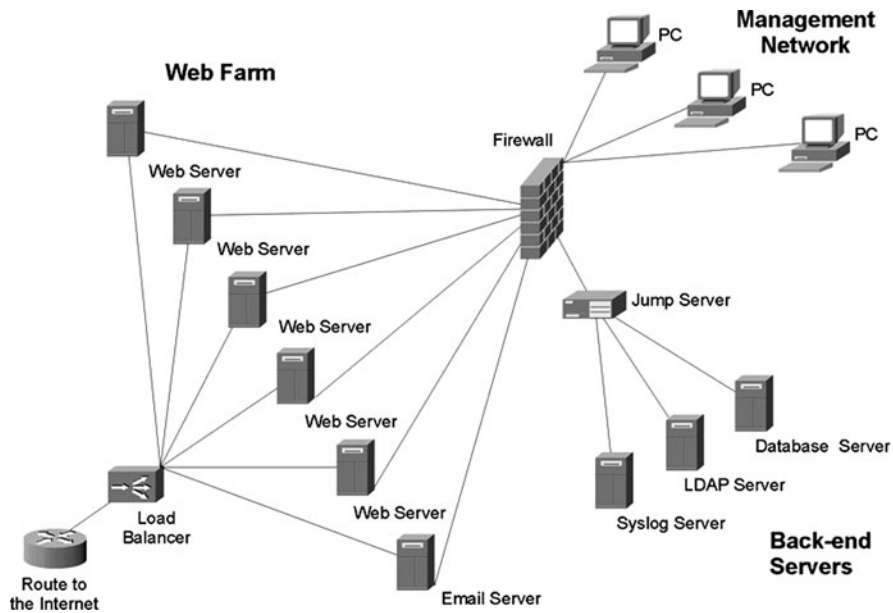 Management
Network
PC
Web Farm
PC
Firewall
PC
Web Server
Web Server
Jump Server
Web Server
Web Server
Database Server
LDAP Server
Web Server
Syslog Server
Load
Balancer
Back-end
Servers
Route to
the Internet
Email Server